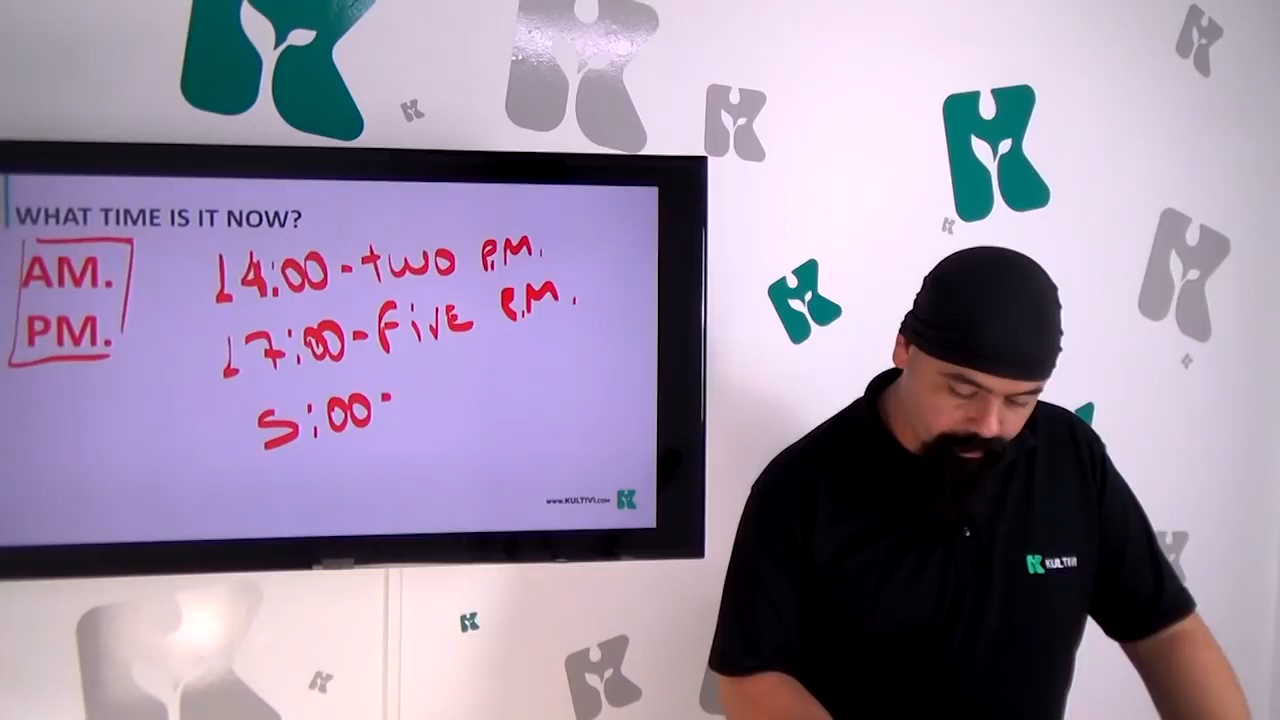 WHAT TIME IS IT NOW?
AM.
PM.
14:00-two P.M.
17:00-FivE P.M.
5:00-
www.KULTIVI.com
KULTIVI